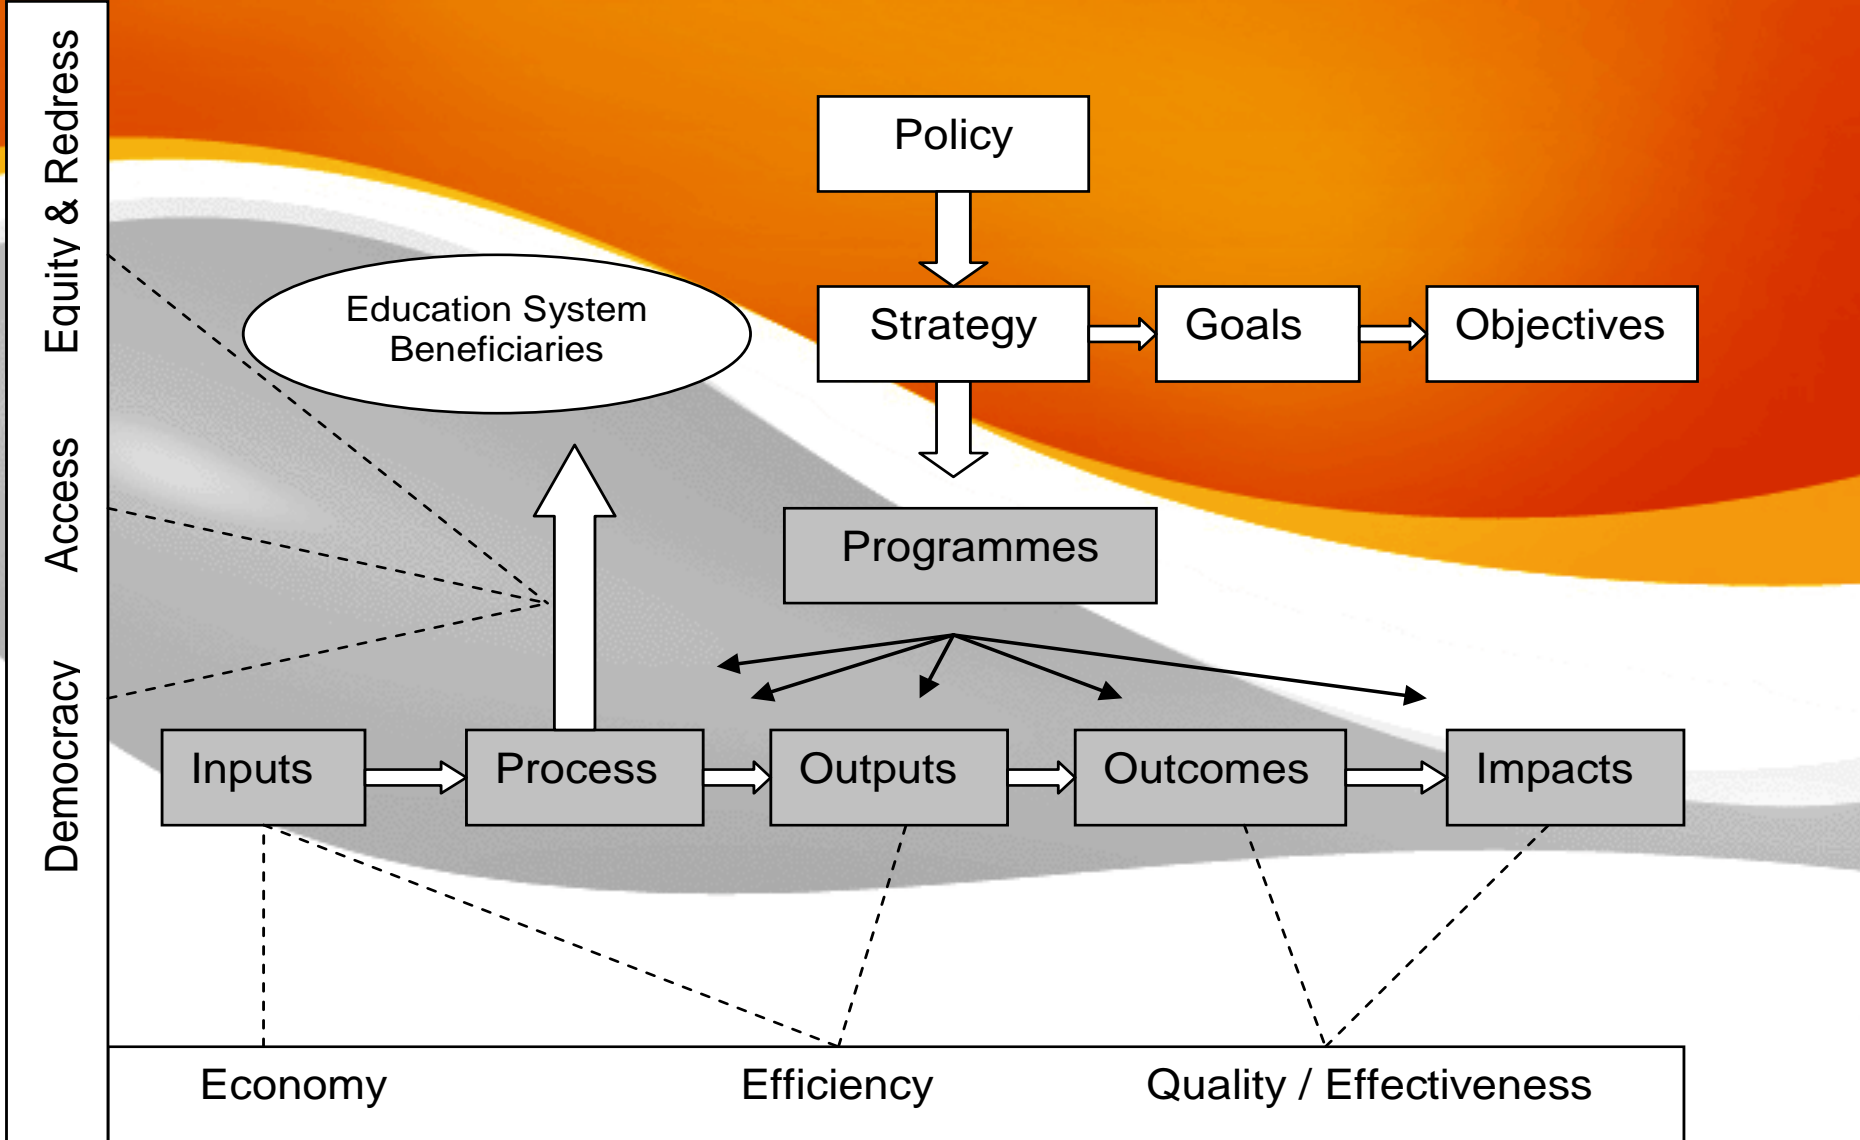 Equity & Redress
Access
Democracy
Policy
Education System
Beneficiaries
Strategy
Goals
Objectives
Programmes
Inputs
Process
Outputs
Outcomes
Impacts
Economy
Efficiency
Quality / Effectiveness